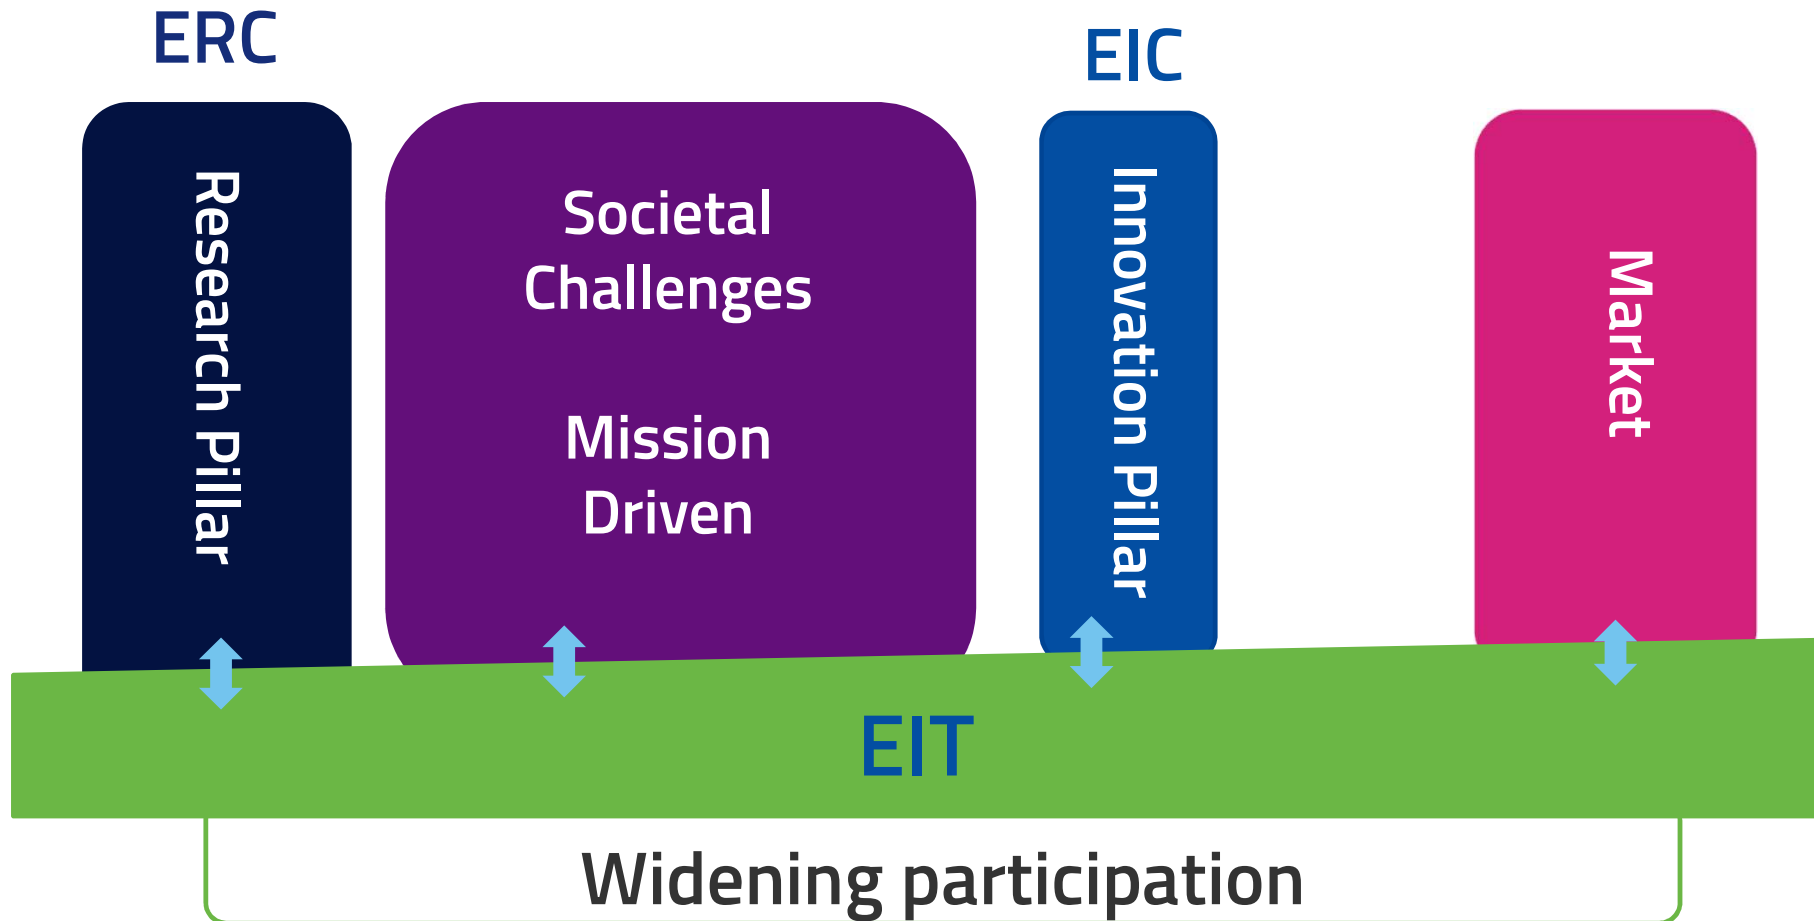 ERC
EIC
Research Pillar
Societal
Challenges
Mission
Driven
Innovation Pillar
Market
EIT
Widening participation